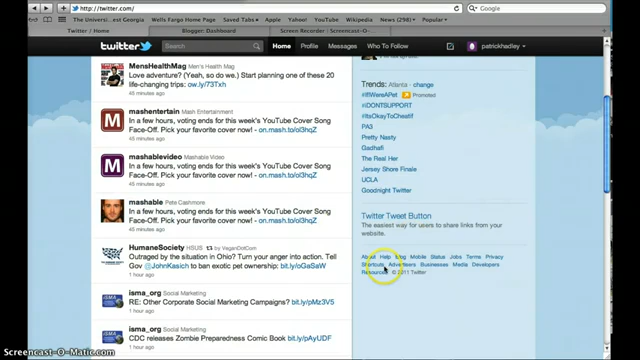 http://twitter.com/
Google
The Universi...st Georgia Wells Fargo Home Page Saved Tabs Apple Yahoo! YouTube Wikipedia News (298) Popular
Twitter / Home Blogger: Dashboard Screen Recorder | Screencast-O...
twitter Search Home Profile Messages Who To Follow patrickhadley
MensHealthMag Men's Health Mag
Love adventure? (Yeah, so do we.) Start planning one of these 20
life-changing trips: ow.ly/73Txh
45 minutes ago
mashentertain Mash Entertainment
In a few hours, voting ends for this week's YouTube Cover Song
Face-Off. Pick your favorite cover now! - on.mash.to/ol3hqZ
45 minutes ago
mashablevideo Mashable Video
In a few hours, voting ends for this week's YouTube Cover Song
Face-Off. Pick your favorite cover now! - on.mash.to/ol3hqZ
45 minutes ago
mashable Pete Cashmore
In a few hours, voting ends for this week's YouTube Cover Song
Face-Off. Pick your favorite cover now! - on.mash.to/ol3hqZ
45 minutes ago
HumaneSociety HSUS by VeganDotCom
Outraged by the situation in Ohio? Turn your anger into action. Tell
Gov @JohnKasich to ban exotic pet ownership: bit.ly/oGaSaW
1 hour ago
isma_org Social Marketing
RE: Other Corporate Social Marketing Campaigns? bit.ly/pMz3V5
1 hour ago
isma_org Social Marketing
CDC releases Zombie Preparedness Comic Book bit.ly/pAyUDF
Trends: Atlanta · change
#IfIWereAPet Promoted
#iDONTSUPPORT
#ItsOkayToCheatIf
PA3
Pretty Nasty
Gadhafi
The Real Her
Jersey Shore Finale
UCLA
Goodnight Twitter
Twitter Tweet Button
The easiest way for users to share links from your
website.
About Help Blog Mobile Status Jobs Terms Privacy
Shortcuts Advertisers Businesses Media Developers
Resources © 2011 Twitter
Screencast-O-Matic.com